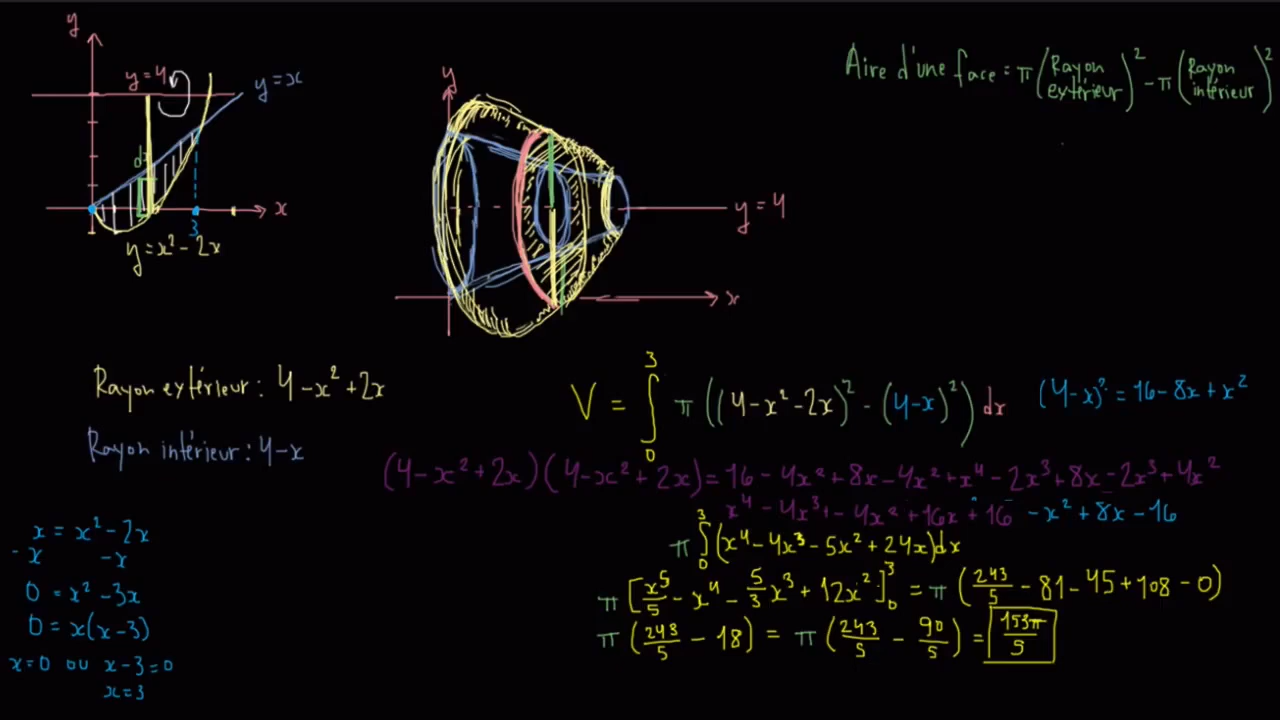 y
y=4
y=x
dx
x
3
y=x²-2x
y
y=4
x
Aire d'une face = π(Rayon extérieur)² - π(Rayon intérieur)²
Rayon extérieur: 4-x²+2x
Rayon intérieur: 4-x
x = x²-2x
-x -x
0 = x²-3x
0 = x(x-3)
x=0 ou x-3=0
x=3
V = ∫₀³ π((4-x²-2x)²-(4-x)²)dx (4-x)² = 16-8x+x²
(4-x²+2x)(4-x²+2x)=16-4x²+8x-4x²+x⁴-2x³+8x-2x³+4x²
x⁴-4x³+-4x²+16x+16 -x²+8x-16
π ∫₀³ (x⁴-4x³-5x²+24x)dx
π [x⁵/5 - x⁴ - 5/3 x³ + 12x²]₀³ = π (243/5 - 81 - 45 + 108 - 0)
π (243/5 - 18) = π (243/5 - 90/5) = 153π/5